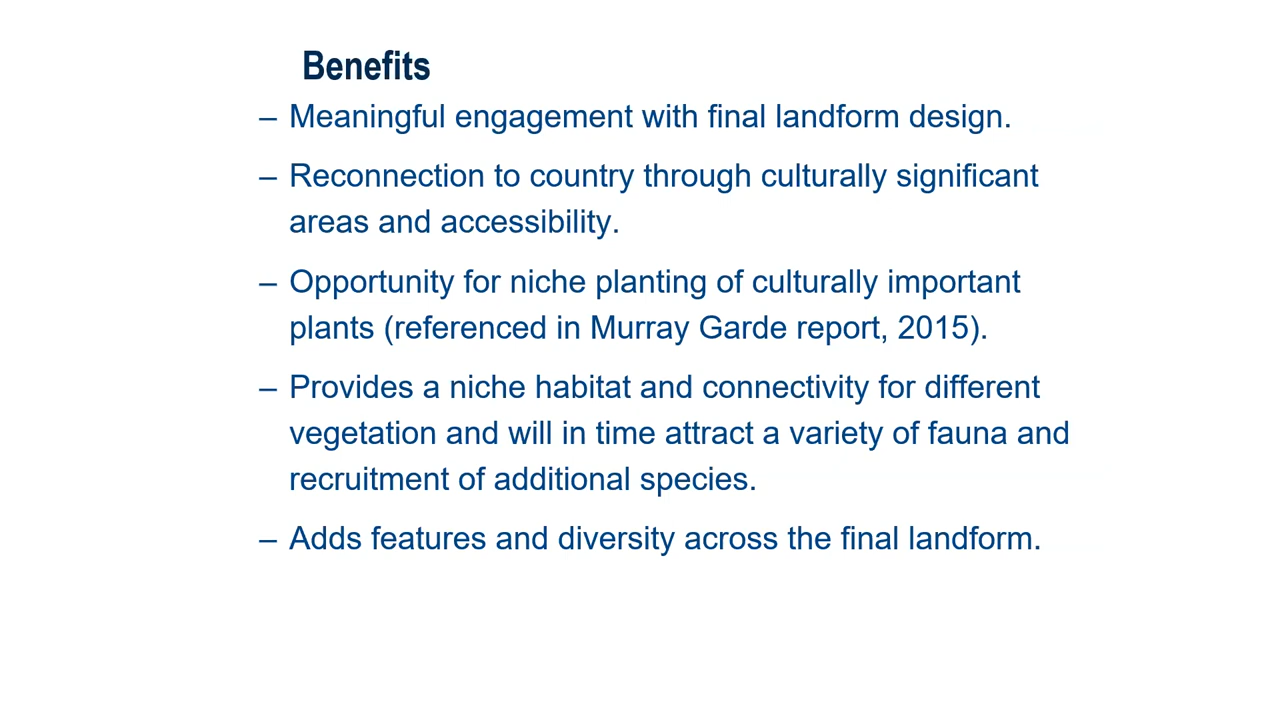 Benefits
– Meaningful engagement with final landform design.
– Reconnection to country through culturally significant
areas and accessibility.
– Opportunity for niche planting of culturally important
plants (referenced in Murray Garde report, 2015).
– Provides a niche habitat and connectivity for different
vegetation and will in time attract a variety of fauna and
recruitment of additional species.
– Adds features and diversity across the final landform.